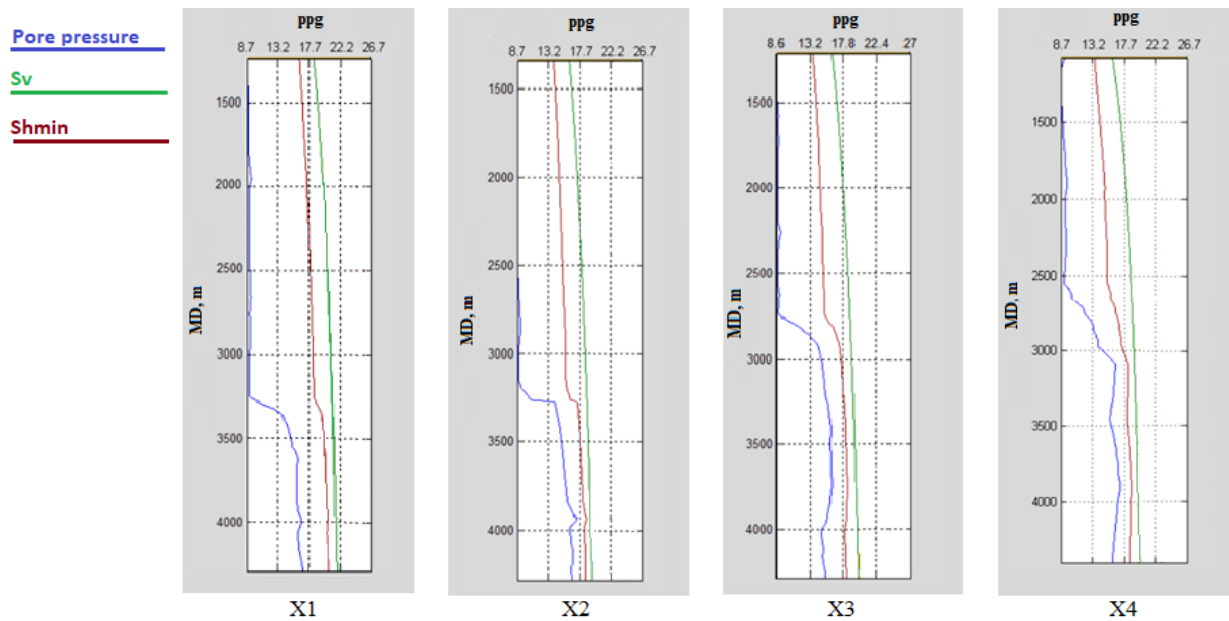 Pore pressure
Sv
Shmin
ppg
8.7 13.2 17.7 22.2 26.7
1500
2000
2500
3000
3500
4000
MD, m
X1
ppg
8.7 13.2 17.7 22.2 26.7
1500
2000
2500
3000
3500
4000
MD, m
X2
ppg
8.6 13.2 17.8 22.4 27
1500
2000
2500
3000
3500
4000
MD, m
X3
ppg
8.7 13.2 17.7 22.2 26.7
1500
2000
2500
3000
3500
4000
MD, m
X4